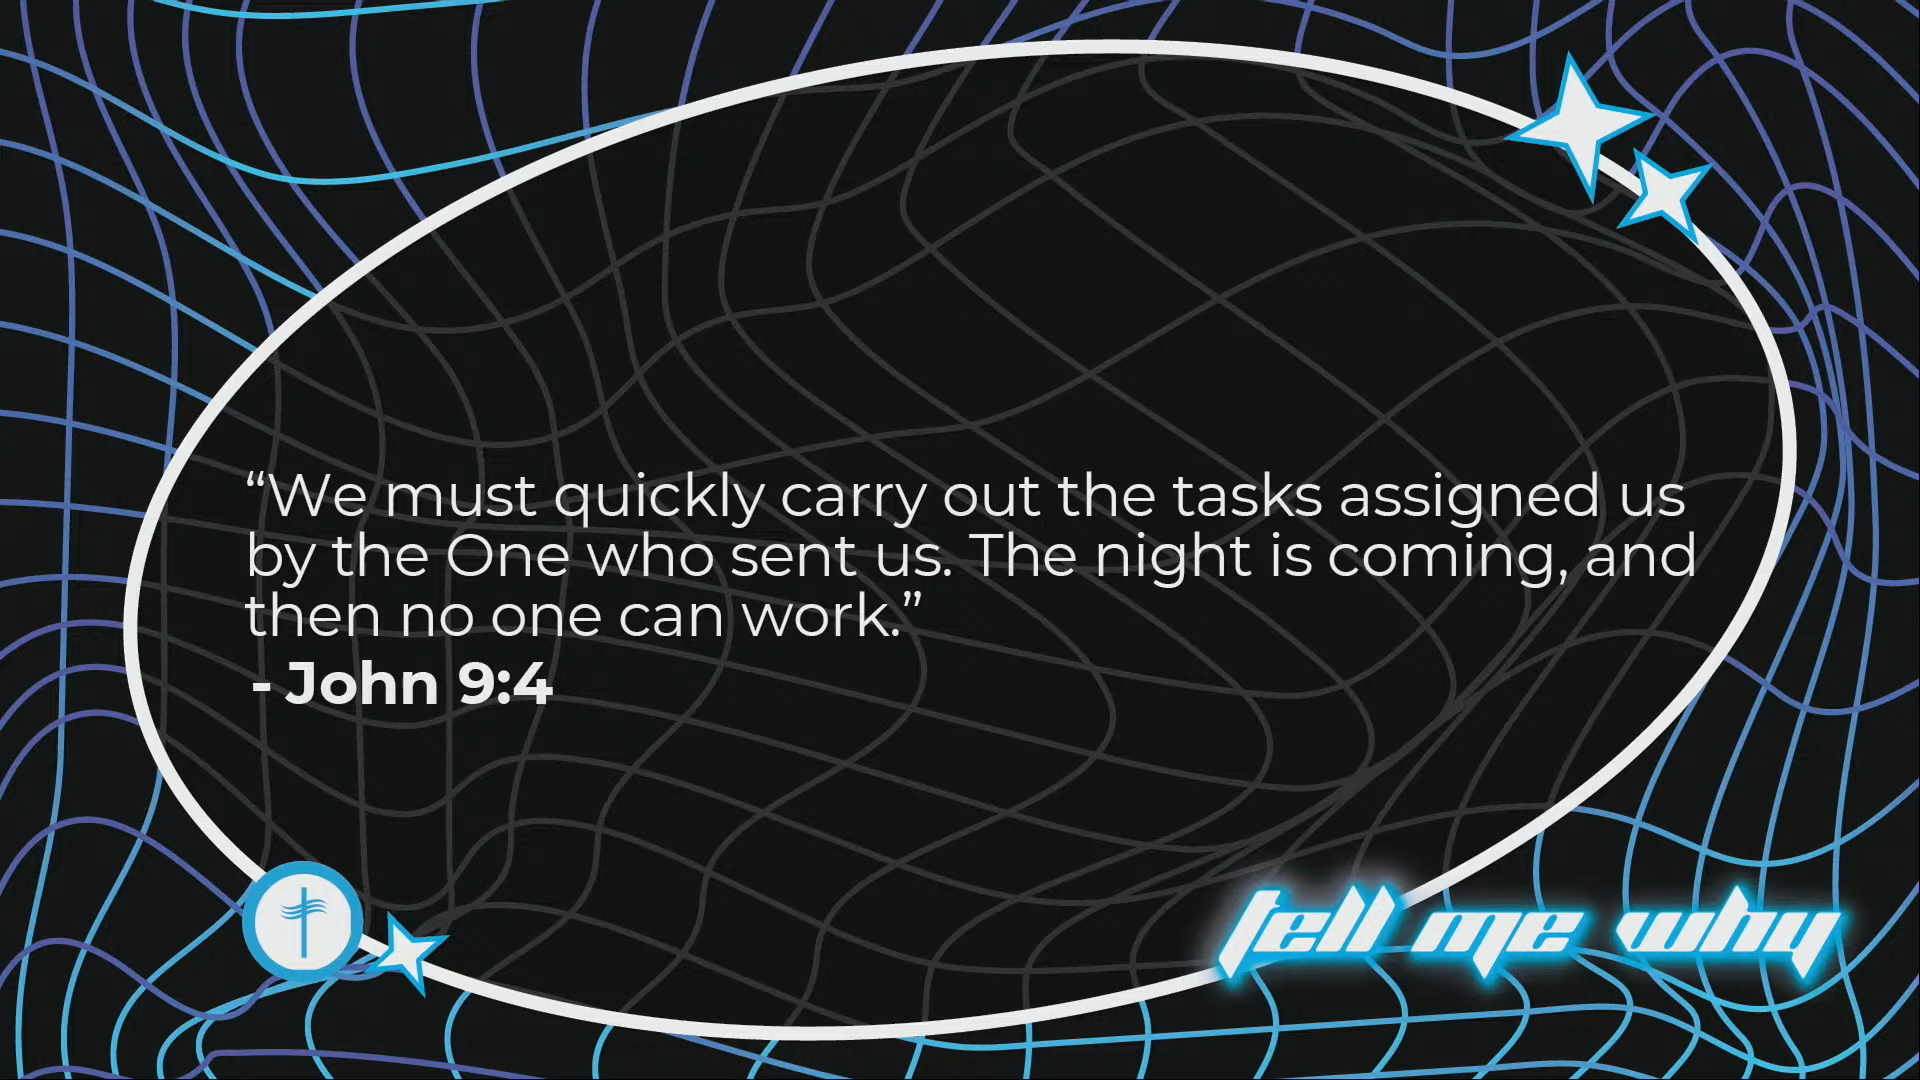 “We must quickly carry out the tasks assigned us
by the One who sent us. The night is coming, and
then no one can work.”
- John 9:4
tell me why